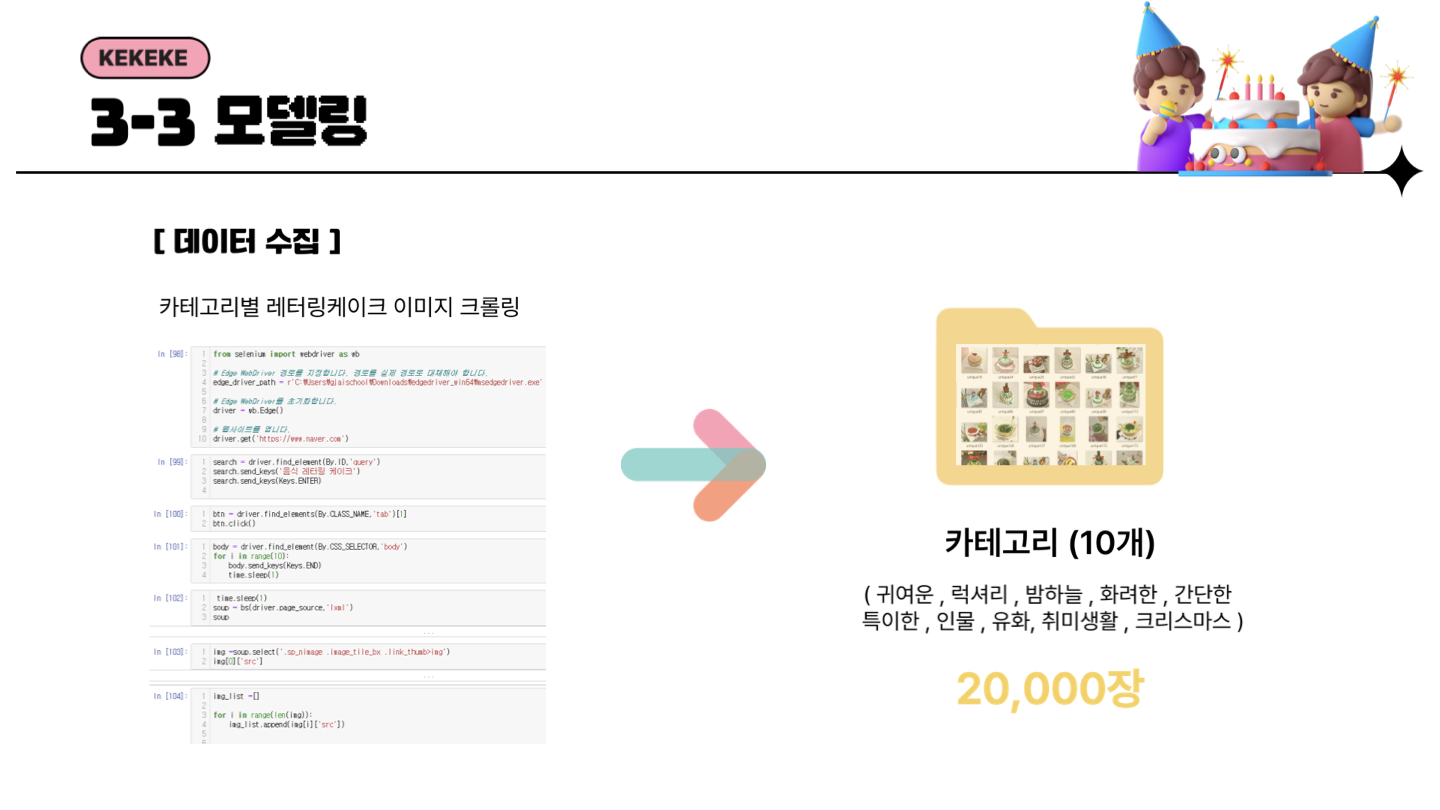 KEKEKE
3-3 모델링
[ 데이터 수집 ]
카테고리별 레터링케이크 이미지 크롤링
In [98]:
1 from selenium import webdriver as wb
2
3 # Edge WebDriver 경로를 지정합니다. 경로를 실제 경로로 대체해야 합니다.
4 edge_driver_path = r'C:₩Users₩gjaischool₩Downloads₩edgedriver_win64₩msedgedriver.exe'
5
6 # Edge WebDriver를 초기화합니다.
7 driver = wb.Edge()
8
9 # 웹사이트를 엽니다.
10 driver.get('https://www.naver.com')
In [99]:
1 search = driver.find_element(By.ID,'query')
2 search.send_keys('음식 레터링 케이크')
3 search.send_keys(Keys.ENTER)
4
In [100]:
1 btn = driver.find_elements(By.CLASS_NAME,'tab')[1]
2 btn.click()
In [101]:
1 body = driver.find_element(By.CSS_SELECTOR,'body')
2 for i in range(10):
3 body.send_keys(Keys.END)
4 time.sleep(1)
In [102]:
1 time.sleep(1)
2 soup = bs(driver.page_source,'lxml')
3 soup
...
In [103]:
1 img =soup.select('.sp_nimage .image_tile_bx .link_thumb>img')
2 img[0]['src']
...
In [104]:
1 img_list =[]
2
3 for i in range(len(img)):
4 img_list.append(img[i]['src'])
5
6
카테고리 (10개)
( 귀여운 , 럭셔리 , 밤하늘 , 화려한 , 간단한
특이한 , 인물 , 유화, 취미생활 , 크리스마스 )
20,000장